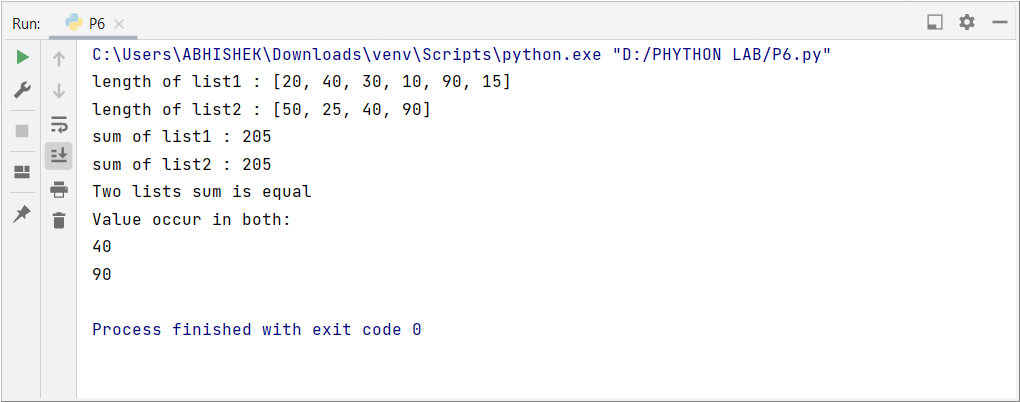 Run: P6
C:\Users\ABHISHEK\Downloads\venv\Scripts\python.exe "D:/PHYTHON LAB/P6.py"
length of list1 : [20, 40, 30, 10, 90, 15]
length of list2 : [50, 25, 40, 90]
sum of list1 : 205
sum of list2 : 205
Two lists sum is equal
Value occur in both:
40
90
Process finished with exit code 0